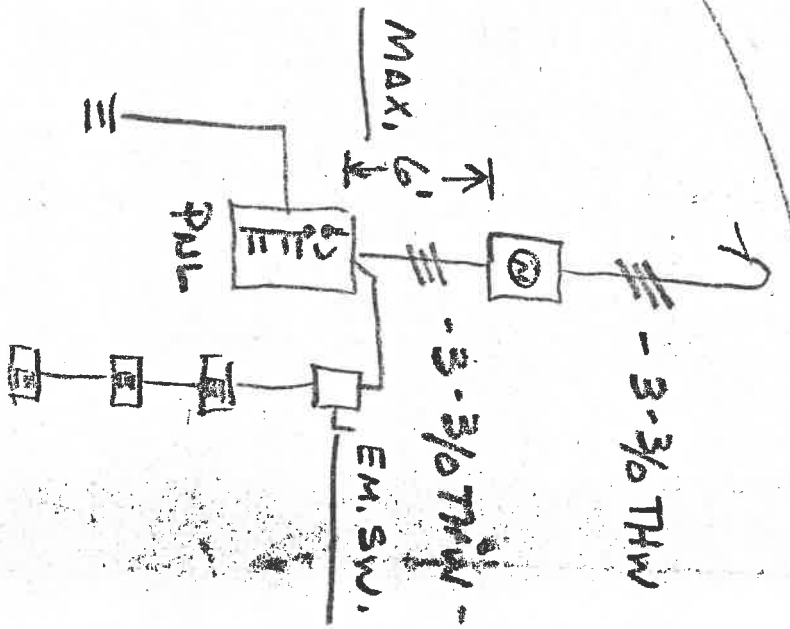 - 3-3/0 THW
MAX. 6'
M
- 3-3/0 THW -
PNL
EM. SW.